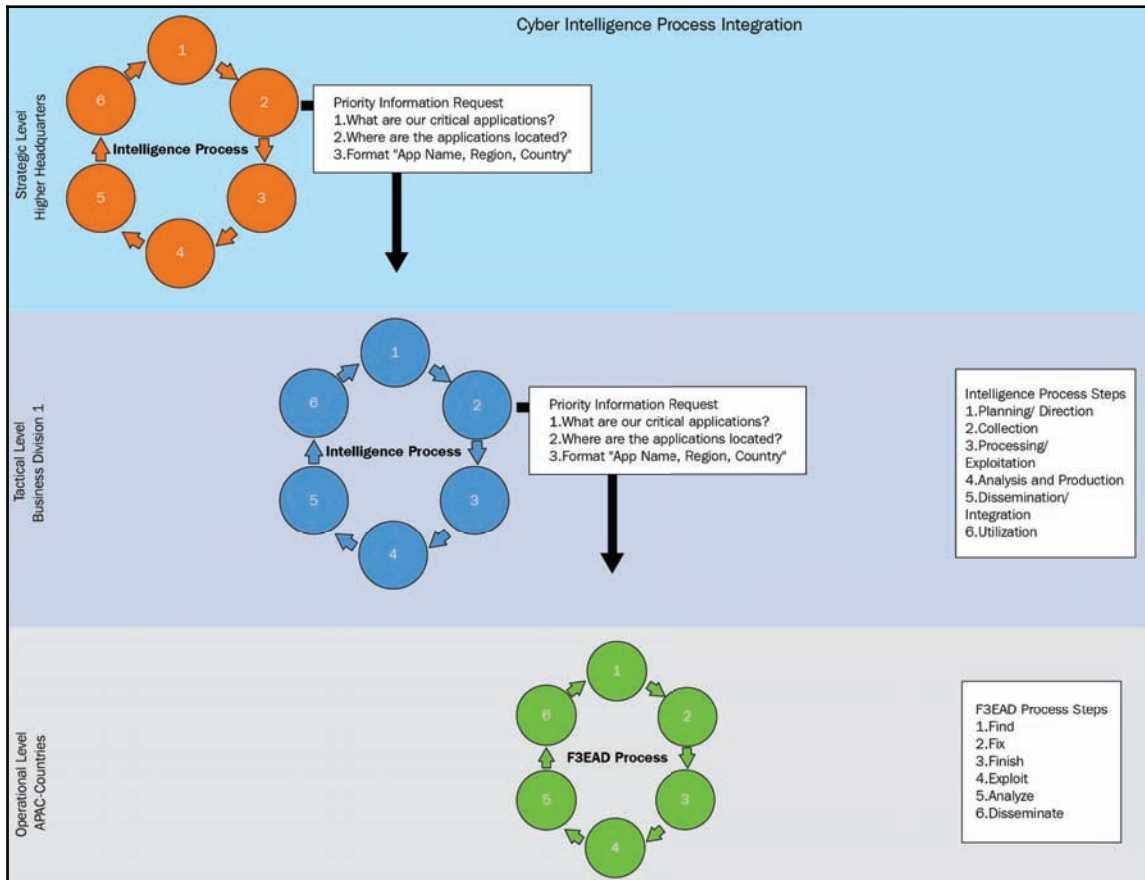 Cyber Intelligence Process Integration
Strategic Level
Higher Headquarters
1
2
3
4
5
6
Intelligence Process
Priority Information Request
1.What are our critical applications?
2.Where are the applications located?
3.Format "App Name, Region, Country"
Tactical Level
Business Division 1
1
2
3
4
5
6
Intelligence Process
Priority Information Request
1.What are our critical applications?
2.Where are the applications located?
3.Format "App Name, Region, Country"
Intelligence Process Steps
1.Planning/ Direction
2.Collection
3.Processing/
Exploitation
4.Analysis and Production
5.Dissemination/
Integration
6.Utilization
Operational Level
APAC-Countries
1
2
3
4
5
6
F3EAD Process
F3EAD Process Steps
1.Find
2.Fix
3.Finish
4.Exploit
5.Analyze
6.Disseminate